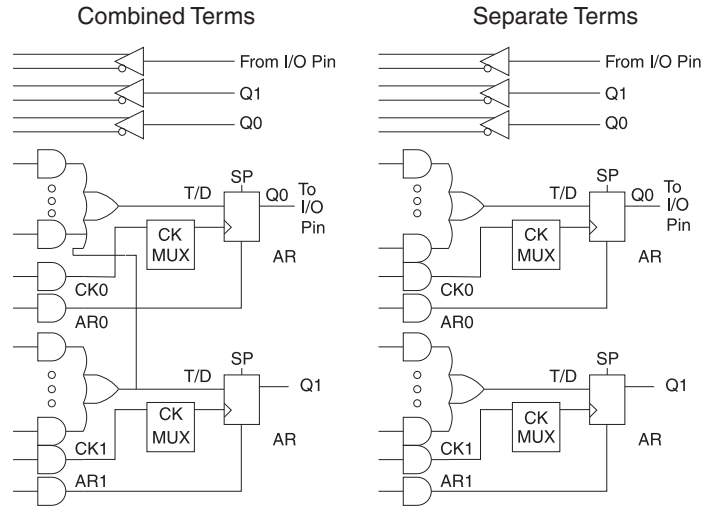 Combined Terms
From I/O Pin
Q1
Q0
SP
T/D
Q0
To
I/O
Pin
CK
MUX
AR
CK0
AR0
SP
T/D
Q1
CK
MUX
AR
CK1
AR1
Separate Terms
From I/O Pin
Q1
Q0
SP
T/D
Q0
To
I/O
Pin
CK
MUX
AR
CK0
AR0
SP
T/D
Q1
CK
MUX
AR
CK1
AR1